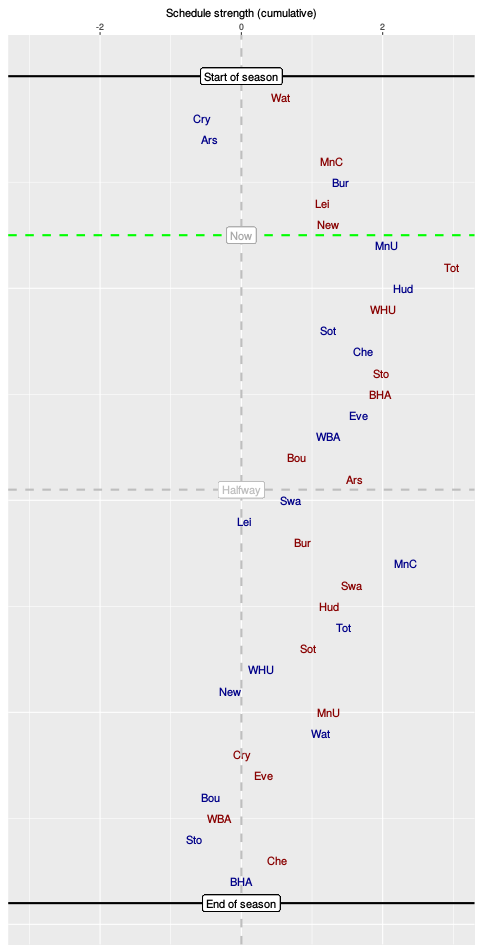 Schedule strength (cumulative)
-2 0 2
Start of season
Wat
Cry
Ars
MnC
Bur
Lei
New
Now
MnU
Tot
Hud
WHU
Sot
Che
Sto
BHA
Eve
WBA
Bou
Ars
Halfway
Swa
Lei
Bur
MnC
Swa
Hud
Tot
Sot
WHU
New
MnU
Wat
Cry
Eve
Bou
WBA
Sto
Che
BHA
End of season